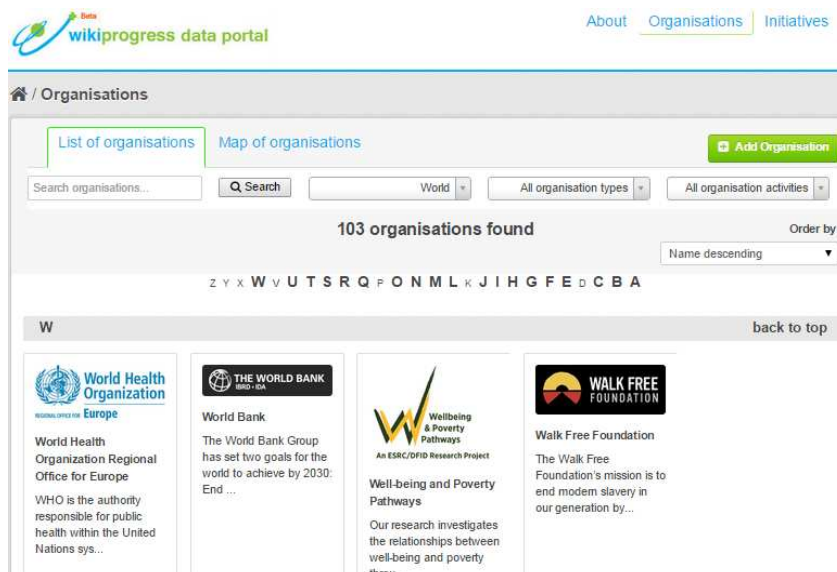 Beta
wikiprogress data portal
About Organisations Initiatives
/ Organisations
List of organisations Map of organisations
Add Organisation
Search organisations...
Search
World
All organisation types
All organisation activities
103 organisations found
Order by
Name descending
Z Y X W V U T S R Q P O N M L K J I H G F E D C B A
W
back to top
World Health
Organization
REGIONAL OFFICE FOR Europe
World Health
Organization Regional
Office for Europe
WHO is the authority
responsible for public
health within the United
Nations sys...
THE WORLD BANK
IBRD • IDA
World Bank
The World Bank Group
has set two goals for the
world to achieve by 2030:
End ...
Wellbeing
& Poverty
Pathways
An ESRC/DFID Research Project
Well-being and Poverty
Pathways
Our research investigates
the relationships between
well-being and poverty
WALK FREE
FOUNDATION
Walk Free Foundation
The Walk Free
Foundation's mission is to
end modern slavery in
our generation by...